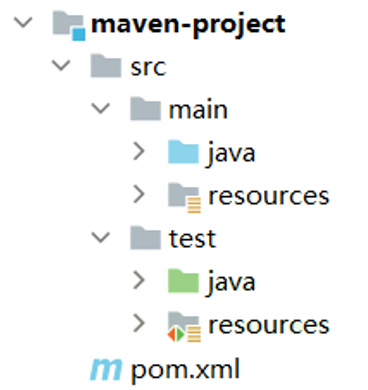 maven-project
src
main
java
resources
test
java
resources
pom.xml